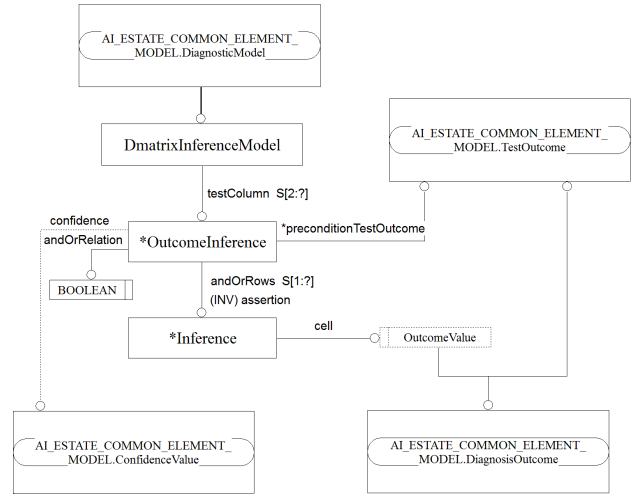 AI_ESTATE_COMMON_ELEMENT_
MODEL.DiagnosticModel
DmatrixInferenceModel
AI_ESTATE_COMMON_ELEMENT_
MODEL.TestOutcome
testColumn S[2:?]
confidence
andOrRelation
*OutcomeInference
*preconditionTestOutcome
BOOLEAN
andOrRows S[1:?]
(INV) assertion
*Inference
cell
OutcomeValue
AI_ESTATE_COMMON_ELEMENT_
MODEL.ConfidenceValue
AI_ESTATE_COMMON_ELEMENT_
MODEL.DiagnosisOutcome